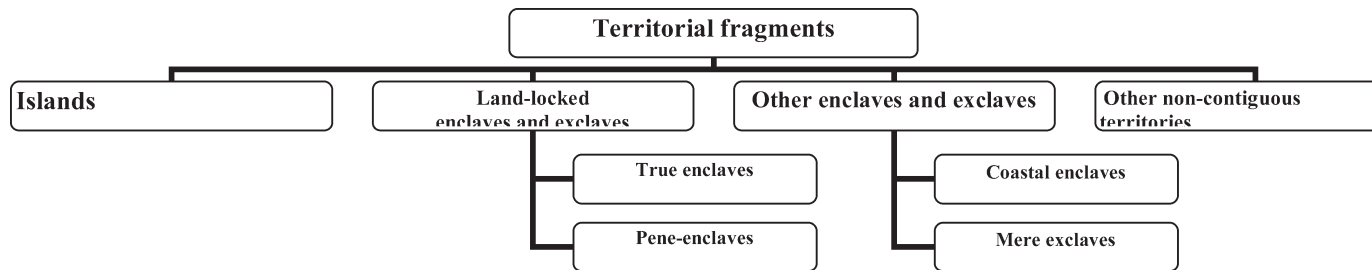 Territorial fragments
Islands
Land-locked
enclaves and exclaves
Other enclaves and exclaves
Other non-contiguous
territories
True enclaves
Coastal enclaves
Pene-enclaves
Mere exclaves